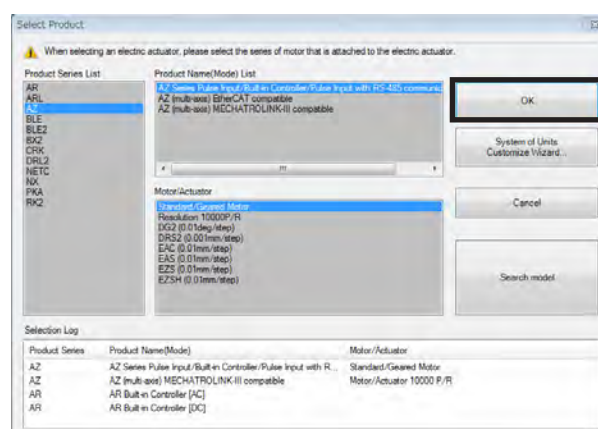 Select Product
When selecting an electric actuator, please select the series of motor that is attached to the electric actuator.
Product Series List
AR
ARL
AZ
BLE
BLE2
BX2
CRK
DRL2
NETC
NX
PKA
RK2
Product Name(Mode) List
AZ Series Pulse Input/Built-in Controller/Pulse Input with RS-485 communic
AZ (multi-axis) EtherCAT compatible
AZ (multi-axis) MECHATROLINK-III compatible
Motor/Actuator
Standard/Geared Motor
Resolution 10000P/R
DG2 (0.01deg/step)
DRS2 (0.001mm/step)
EAC (0.01mm/step)
EAS (0.01mm/step)
EZS (0.01mm/step)
EZSH (0.01mm/step)
OK
System of Units
Customize Wizard...
Cancel
Search model
Selection Log
Product Series Product Name(Mode) Motor/Actuator
AZ AZ Series Pulse Input/Built-in Controller/Pulse Input with R... Standard/Geared Motor
AZ AZ (multi-axis) MECHATROLINK-III compatible Motor/Actuator 10000 P/R
AR AR Built-in Controller [AC]
AR AR Built-in Controller [DC]